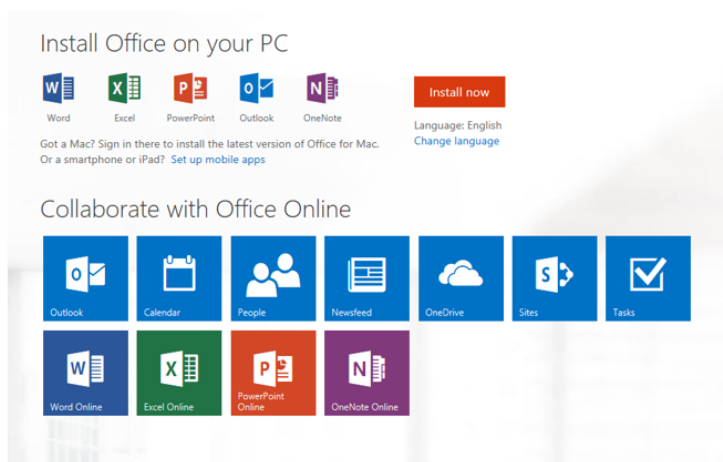 Install Office on your PC
W X P O N
Word Excel PowerPoint Outlook OneNote
Install now
Language: English
Change language
Got a Mac? Sign in there to install the latest version of Office for Mac.
Or a smartphone or iPad? Set up mobile apps
Collaborate with Office Online
O S
Outlook Calendar People Newsfeed OneDrive Sites Tasks
W X P N
Word Online Excel Online PowerPoint Online OneNote Online